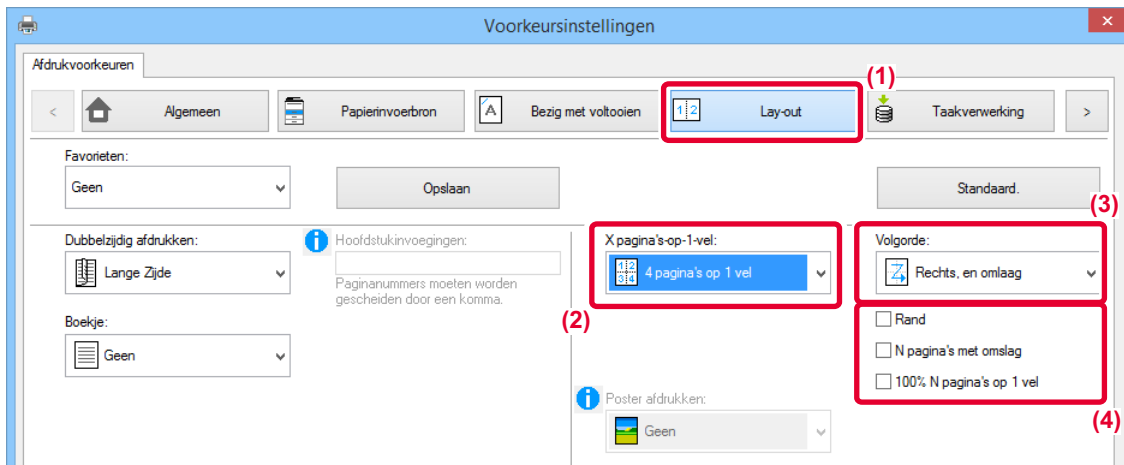 Voorkeursinstellingen
Afdrukvoorkeuren
(1)
<
Algemeen
Papierinvoerbron
Bezig met voltooien
Lay-out
Taakverwerking
>
Favorieten:
Geen
Opslaan
Standaard.
(3)
Dubbelzijdig afdrukken:
Lange Zijde
Hoofdstukinvoegingen:
Paginanummers moeten worden
gescheiden door een komma.
X pagina's-op-1-vel:
4 pagina's op 1 vel
Volgorde:
Rechts, en omlaag
(2)
Boekje:
Geen
Rand
N pagina's met omslag
100% N pagina's op 1 vel
(4)
Poster afdrukken:
Geen